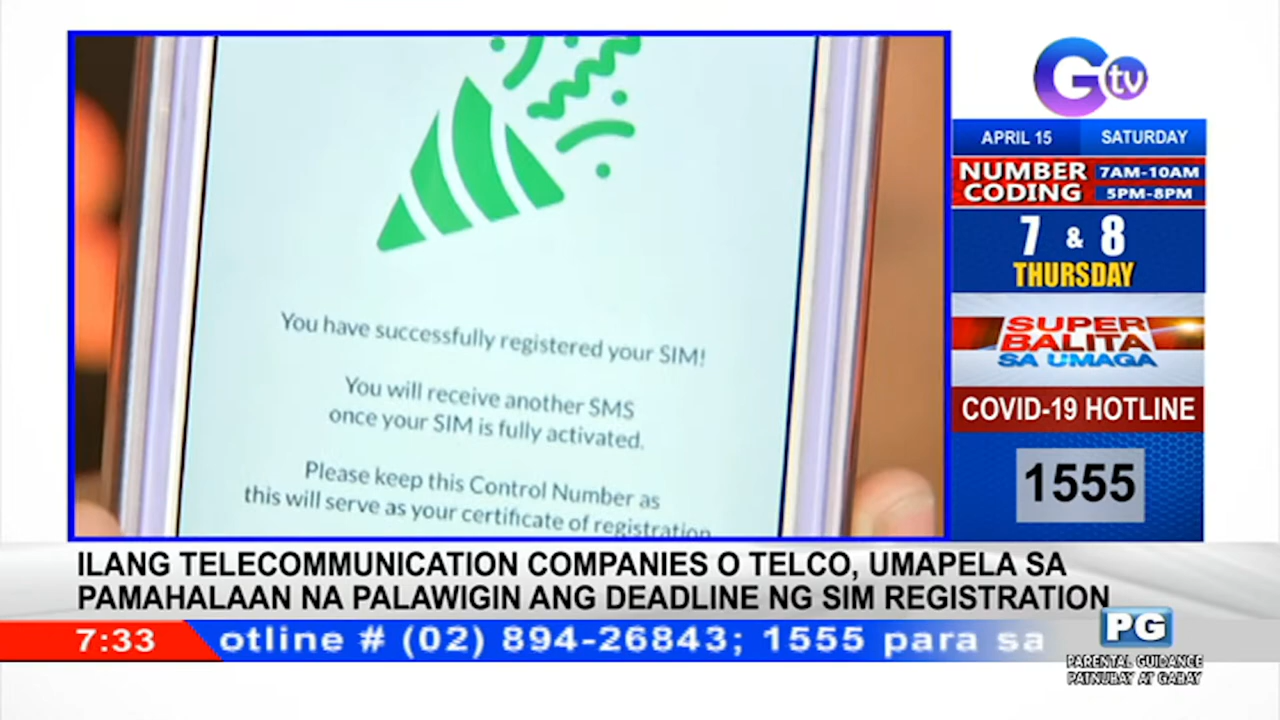 You have successfully registered your SIM!
You will receive another SMS
once your SIM is fully activated.
Please keep this Control Number as
this will serve as your certificate of registration
Gtv
APRIL 15 SATURDAY
NUMBER CODING 7AM-10AM 5PM-8PM
7 & 8
THURSDAY
SUPER
BALITA
SA UMAGA
COVID-19 HOTLINE
1555
ILANG TELECOMMUNICATION COMPANIES O TELCO, UMAPELA SA
PAMAHALAAN NA PALAWIGIN ANG DEADLINE NG SIM REGISTRATION
7:33 otline # (02) 894-26843; 1555 para sa
PG
PARENTAL GUIDANCE
PATNUBAY AT GABAY